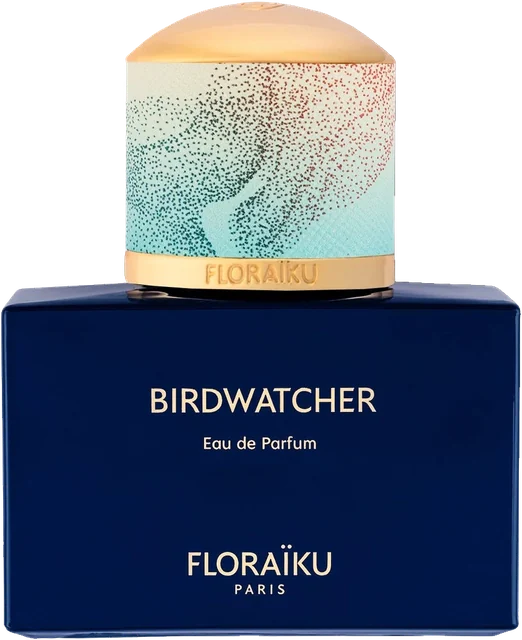 FLORAÏKU
BIRDWATCHER
Eau de Parfum
FLORAÏKU
PARIS